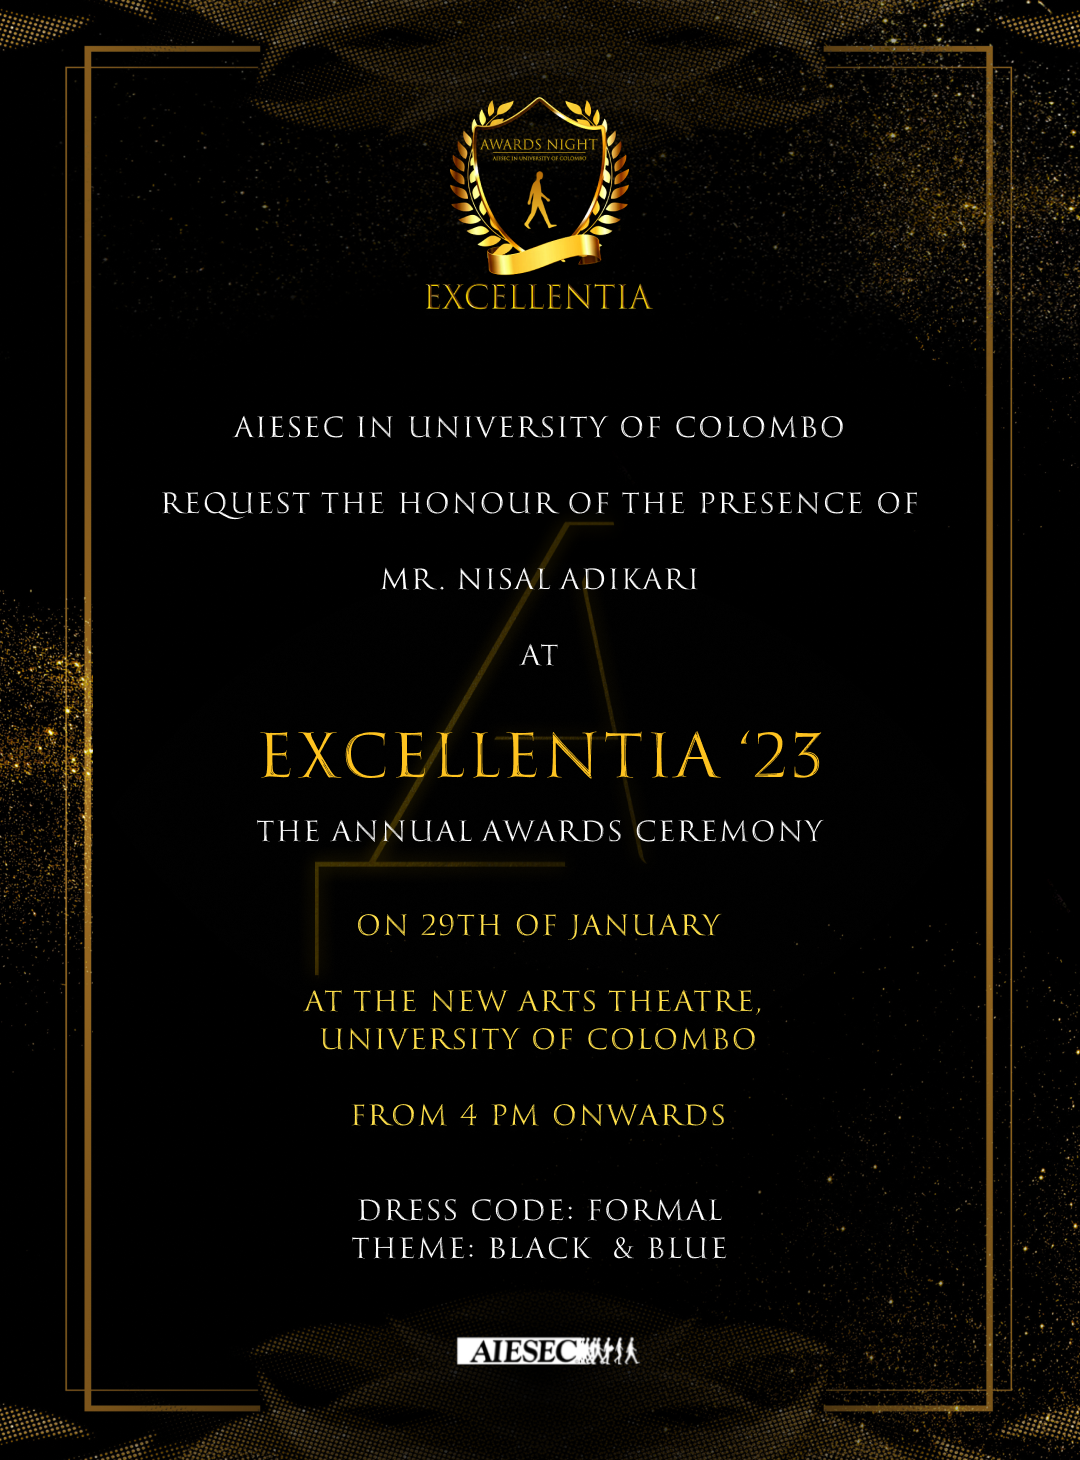 AWARDS NIGHT
AIESEC IN UNIVERSITY OF COLOMBO
EXCELLENTIA
AIESEC IN UNIVERSITY OF COLOMBO
REQUEST THE HONOUR OF THE PRESENCE OF
MR. NISAL ADIKARI
AT
EXCELLENTIA ‘23
THE ANNUAL AWARDS CEREMONY
ON 29TH OF JANUARY
AT THE NEW ARTS THEATRE,
UNIVERSITY OF COLOMBO
FROM 4 PM ONWARDS
DRESS CODE: FORMAL
THEME: BLACK & BLUE
AIESEC